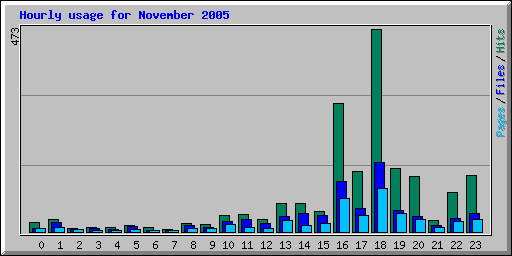 Hourly usage for November 2005
473
Pages/Files/Hits
0 1 2 3 4 5 6 7 8 9 10 11 12 13 14 15 16 17 18 19 20 21 22 23